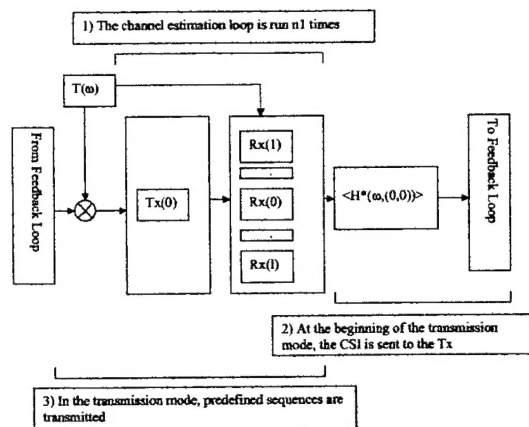 1) The channel estimation loop is run n1 times
T(ω)
From Feedback Loop
Tx(0)
Rx(1)
Rx(0)
Rx(l)
<H*(ω,(0,0))>
To Feedback Loop
2) At the beginning of the transmission
mode, the CSI is sent to the Tx
3) In the transmission mode, predefined sequences are
transmitted